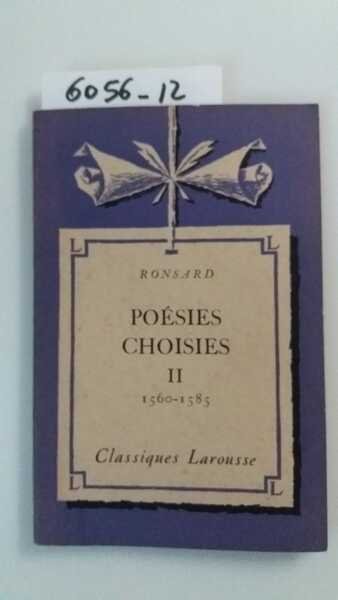 6056-12
L L
RONSARD
POÉSIES
CHOISIES
II
1560-1585
Classiques Larousse
L L